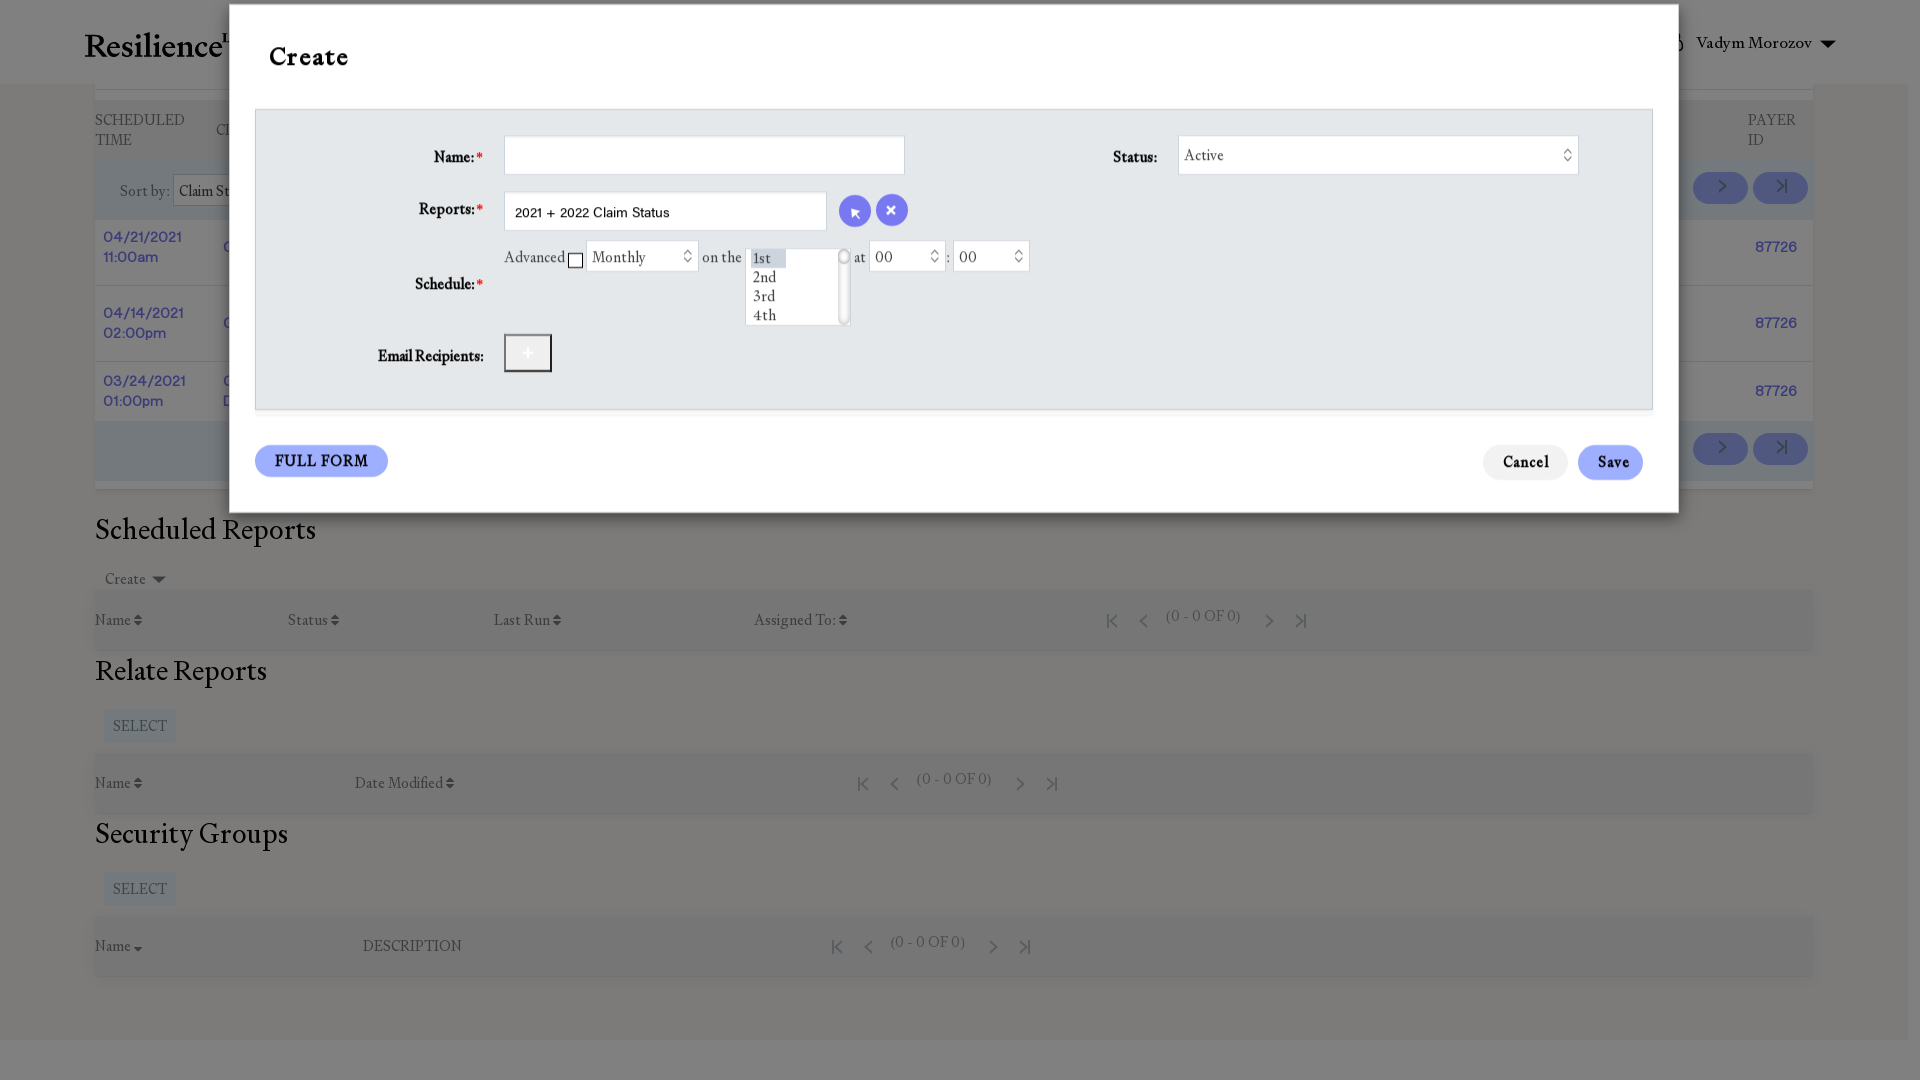 Resilience
Vadym Morozov
Create
SCHEDULED
TIME
PAYER
ID
Name:*
Status:
Active
Sort by:
Claim St
Reports:*
2021 + 2022 Claim Status
04/21/2021
11:00am
87726
Advanced
Monthly
on the
1st
2nd
3rd
4th
at
00
:
00
Schedule:*
04/14/2021
02:00pm
87726
Email Recipients:
+
03/24/2021
01:00pm
87726
FULL FORM
Cancel
Save
Scheduled Reports
Create
Name
Status
Last Run
Assigned To:
(0 - 0 OF 0)
Relate Reports
SELECT
Name
Date Modified
(0 - 0 OF 0)
Security Groups
SELECT
Name
DESCRIPTION
(0 - 0 OF 0)